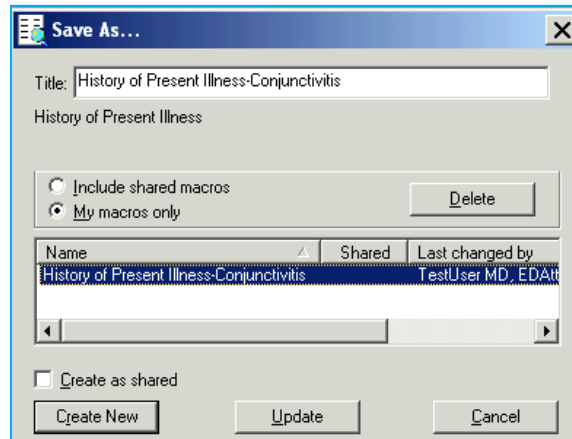 Save As...
Title: History of Present Illness-Conjunctivitis
History of Present Illness
Include shared macros
My macros only
Delete
Name Shared Last changed by
History of Present Illness-Conjunctivitis TestUser MD, EDAtt
Create as shared
Create New Update Cancel